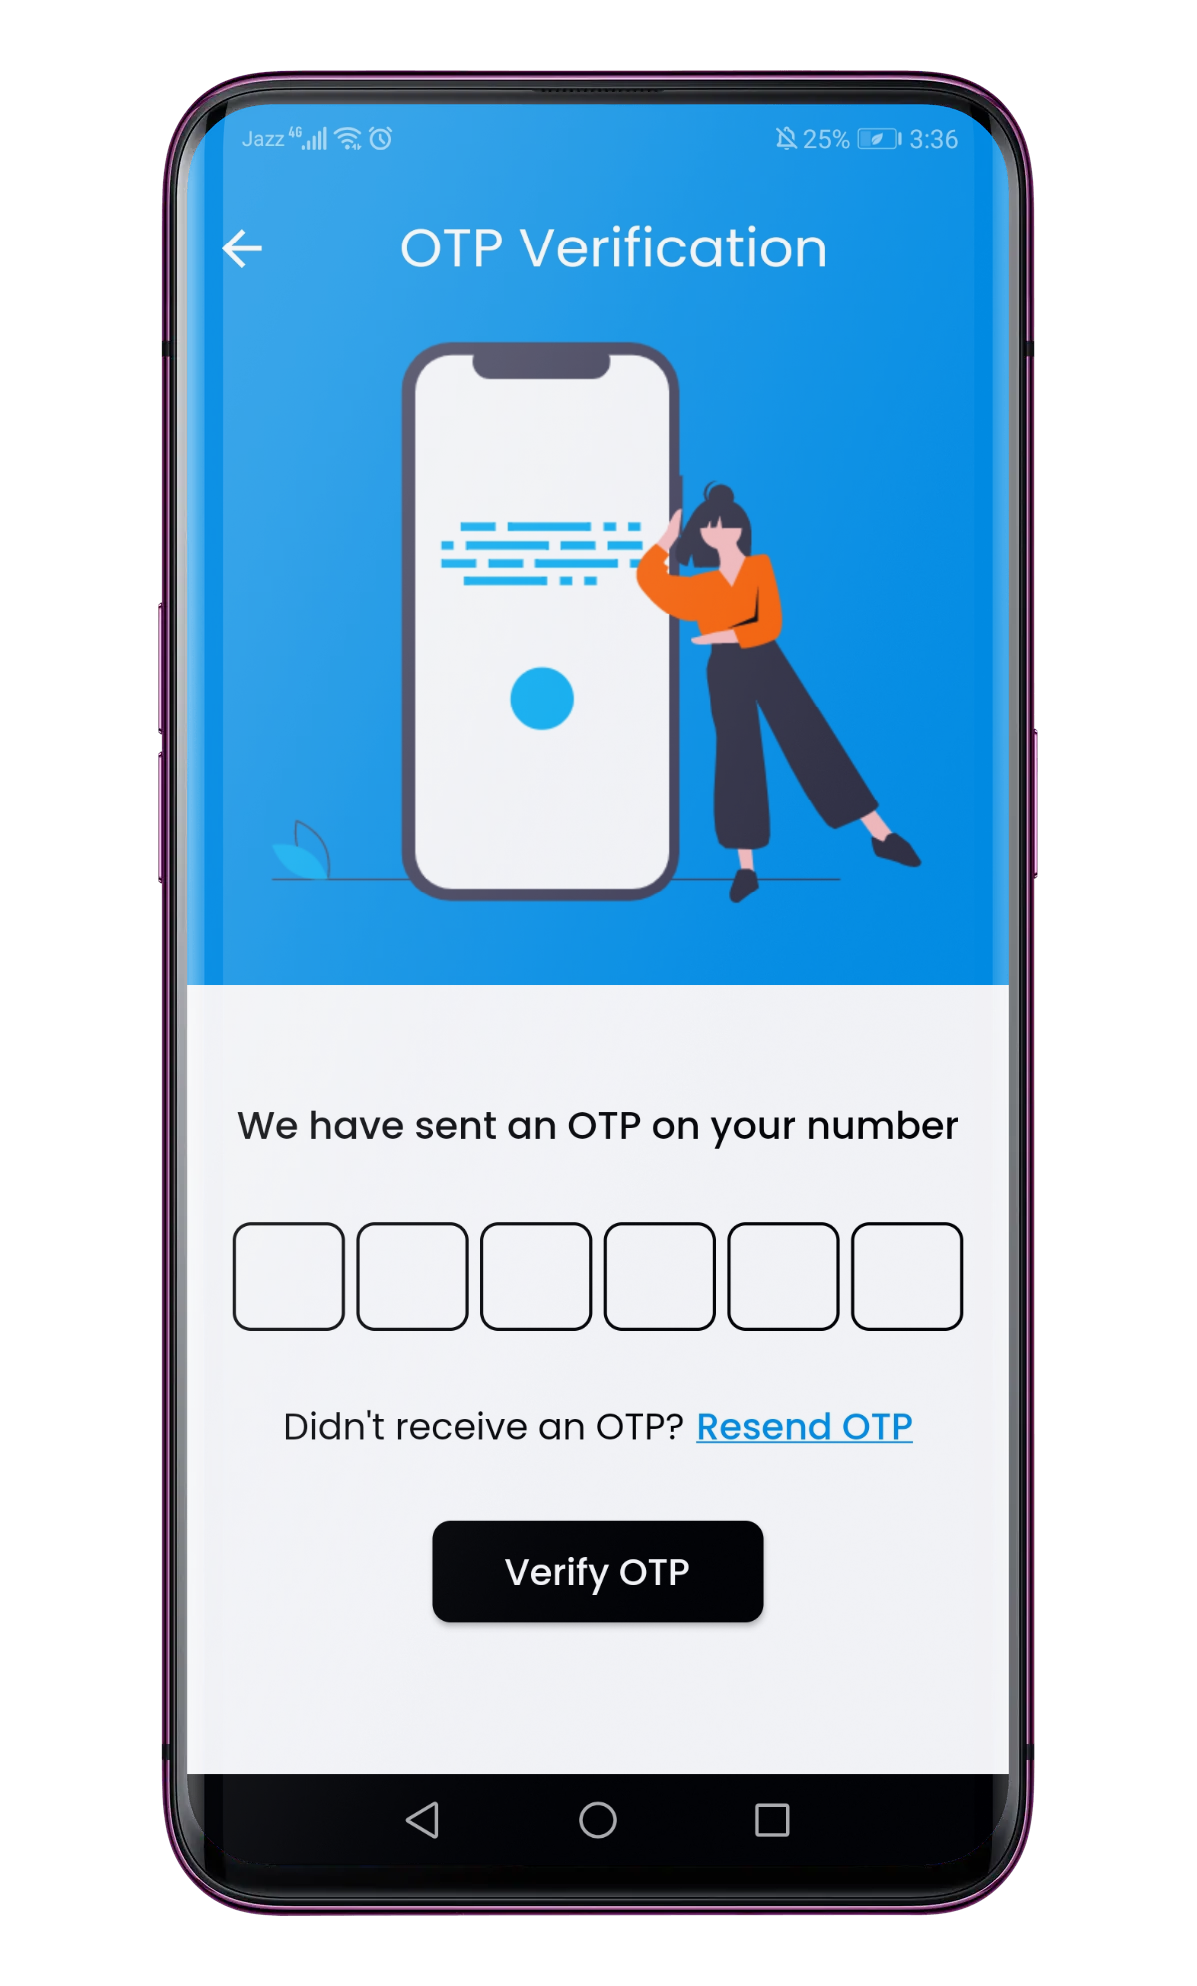 Jazz 4G 25% 3:36
OTP Verification
We have sent an OTP on your number
Didn't receive an OTP? Resend OTP
Verify OTP